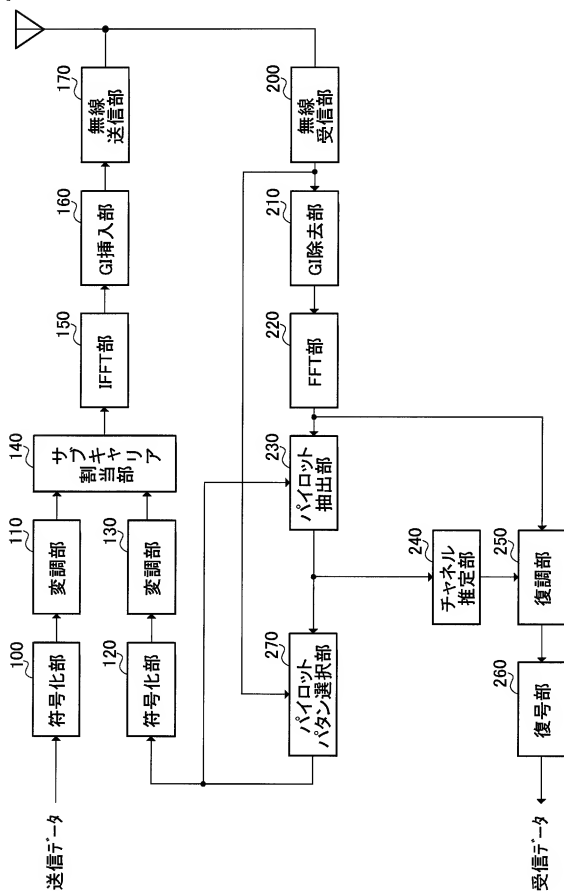 送信データ
100
符号化部
110
変調部
120
符号化部
130
変調部
140
サブキャリア
割当部
150
IFFT部
160
GI挿入部
170
無線
送信部
200
無線
受信部
210
GI除去部
220
FFT部
230
パイロット
抽出部
270
パイロット
パタン選択部
240
チャネル
推定部
250
復調部
260
復号部
受信データ